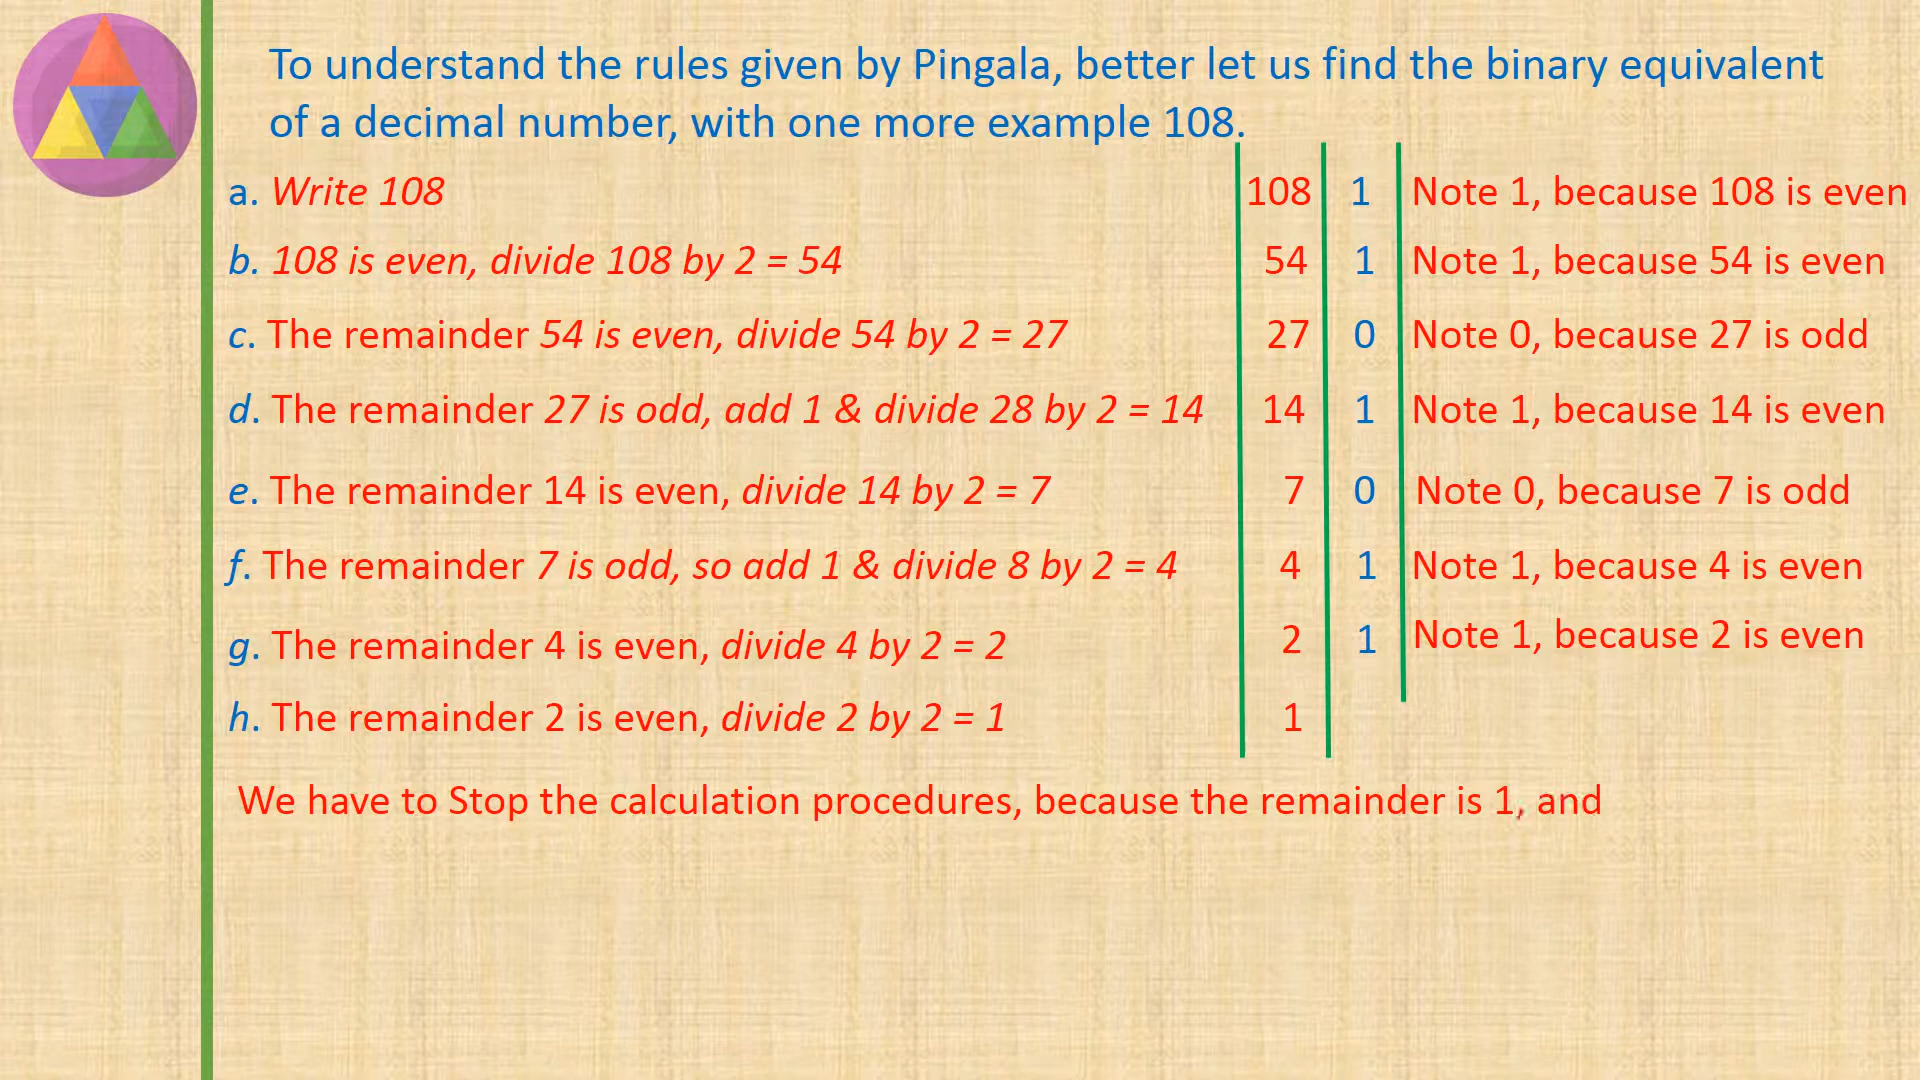 To understand the rules given by Pingala, better let us find the binary equivalent
of a decimal number, with one more example 108.
a. Write 108 108 1 Note 1, because 108 is even
b. 108 is even, divide 108 by 2 = 54 54 1 Note 1, because 54 is even
c. The remainder 54 is even, divide 54 by 2 = 27 27 0 Note 0, because 27 is odd
d. The remainder 27 is odd, add 1 & divide 28 by 2 = 14 14 1 Note 1, because 14 is even
e. The remainder 14 is even, divide 14 by 2 = 7 7 0 Note 0, because 7 is odd
f. The remainder 7 is odd, so add 1 & divide 8 by 2 = 4 4 1 Note 1, because 4 is even
g. The remainder 4 is even, divide 4 by 2 = 2 2 1 Note 1, because 2 is even
h. The remainder 2 is even, divide 2 by 2 = 1 1
We have to Stop the calculation procedures, because the remainder is 1, and